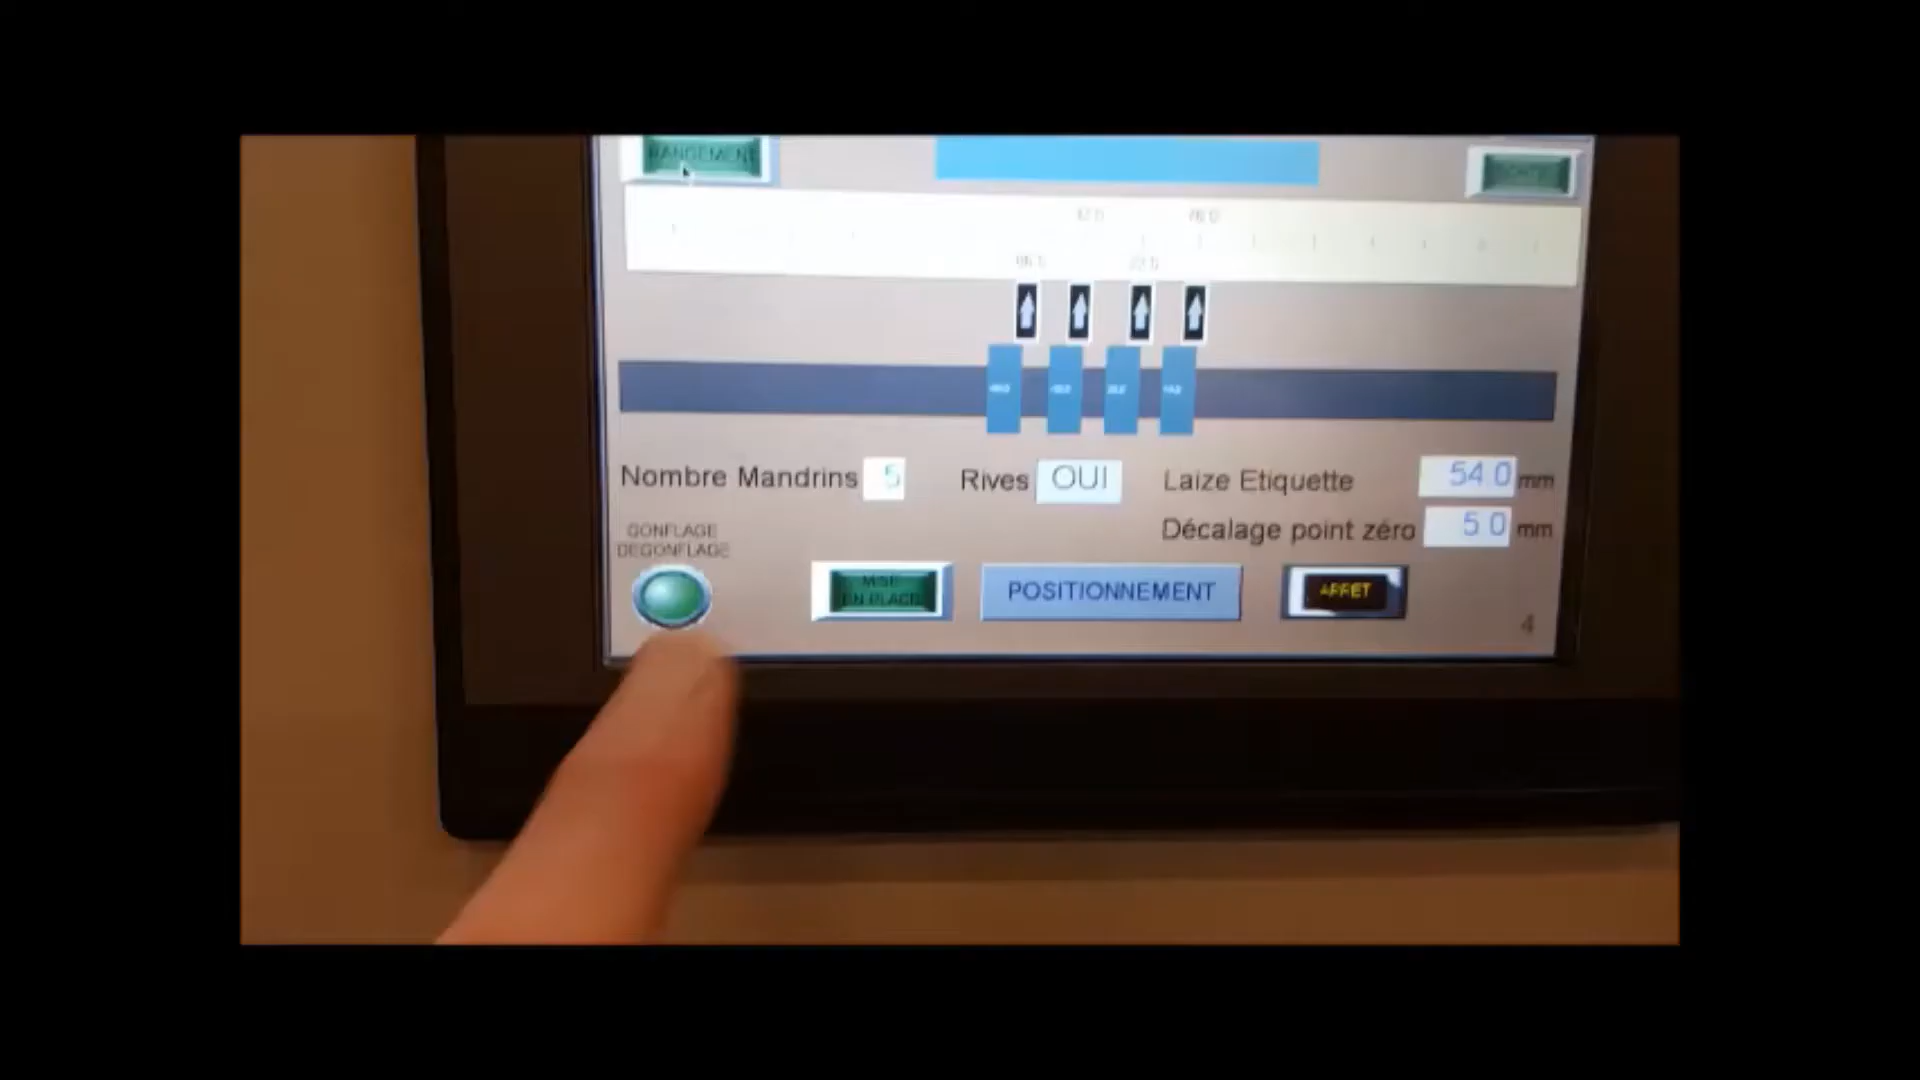 RANGEMENT
Nombre Mandrins 5 Rives OUI Laize Etiquette 54.0 mm
GONFLAGE
DEGONFLAGE
Décalage point zéro 5.0 mm
MISE
EN PLACE
POSITIONNEMENT
ARRET
4